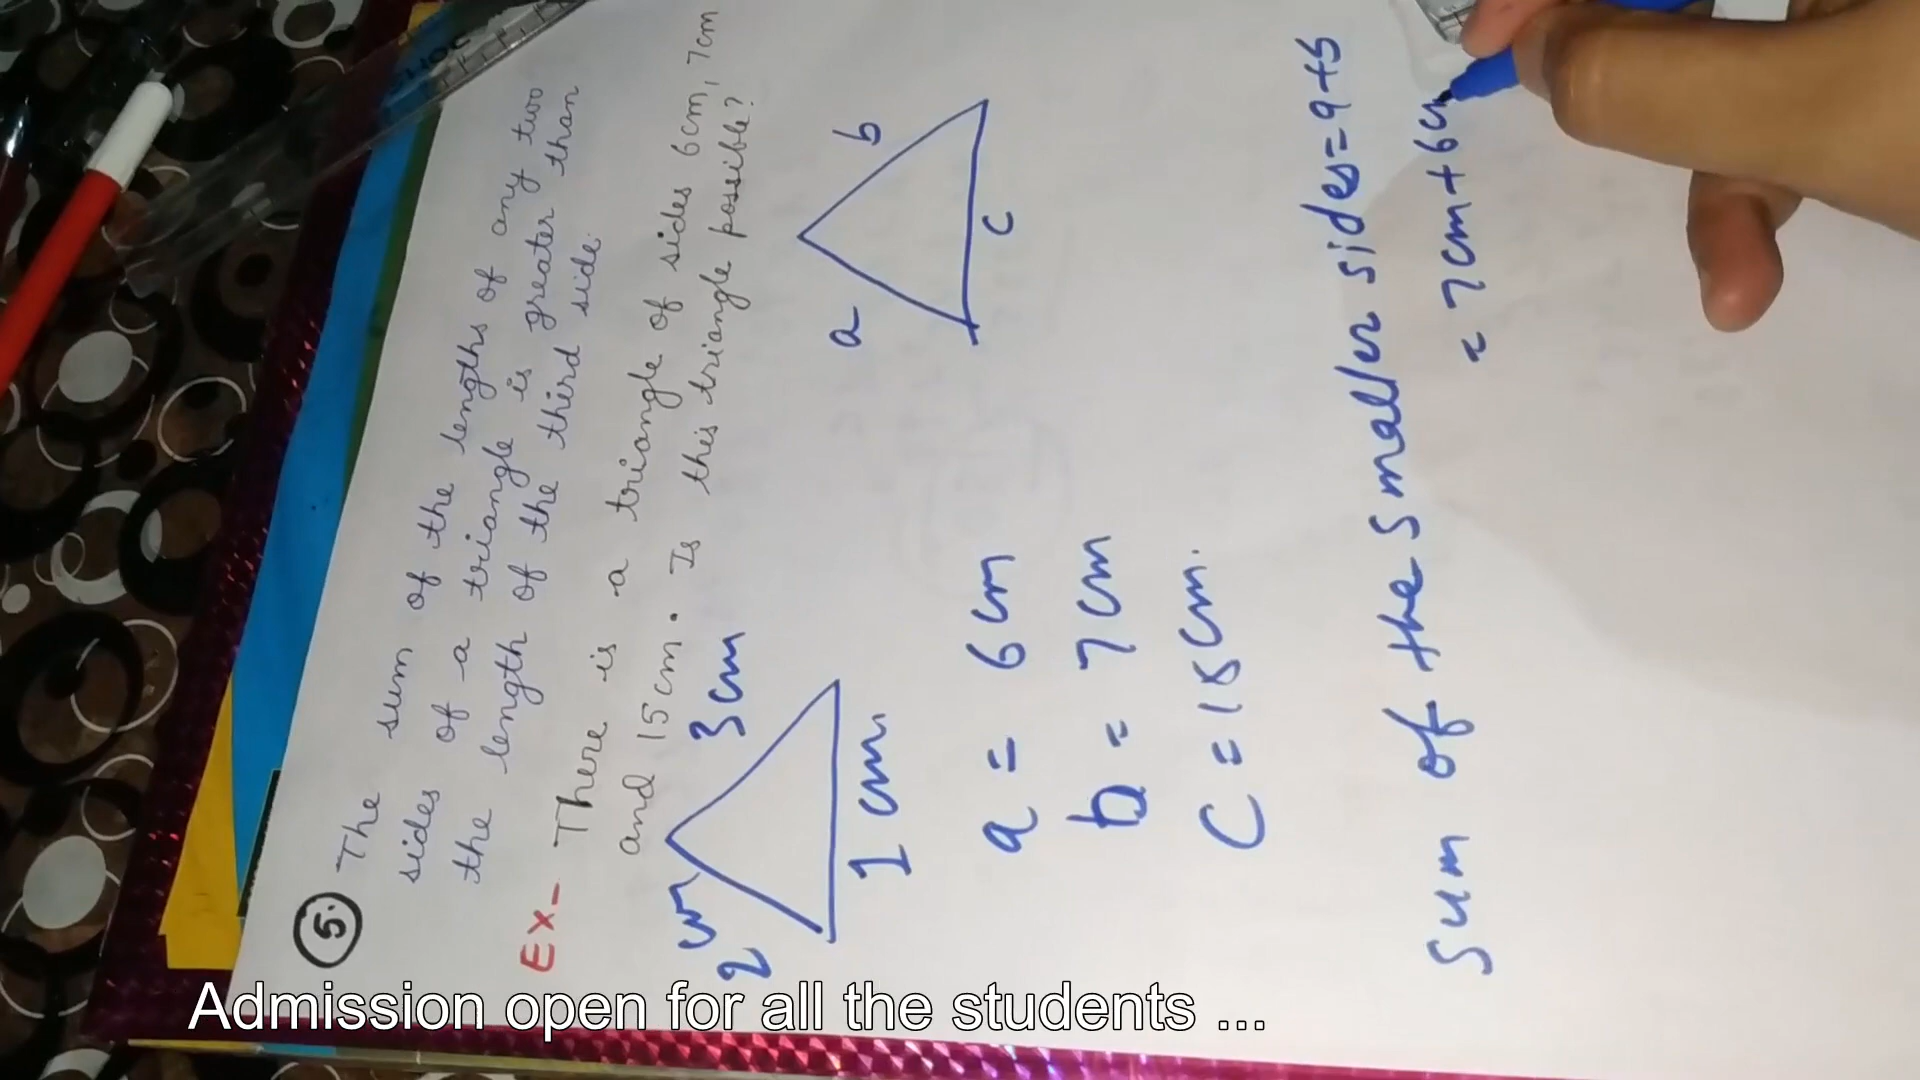 5.
The sum of the lengths of any two
sides of a triangle is greater than
the length of the third side.
EX- There is a triangle of sides 6cm, 7cm
and 15cm. Is this triangle possible?
3cm
1cm
a
b
c
a = 6cm
b = 7cm
C = 15cm.
Sum of the smaller sides=a+b
= 7cm+6
Admission open for all the students ...